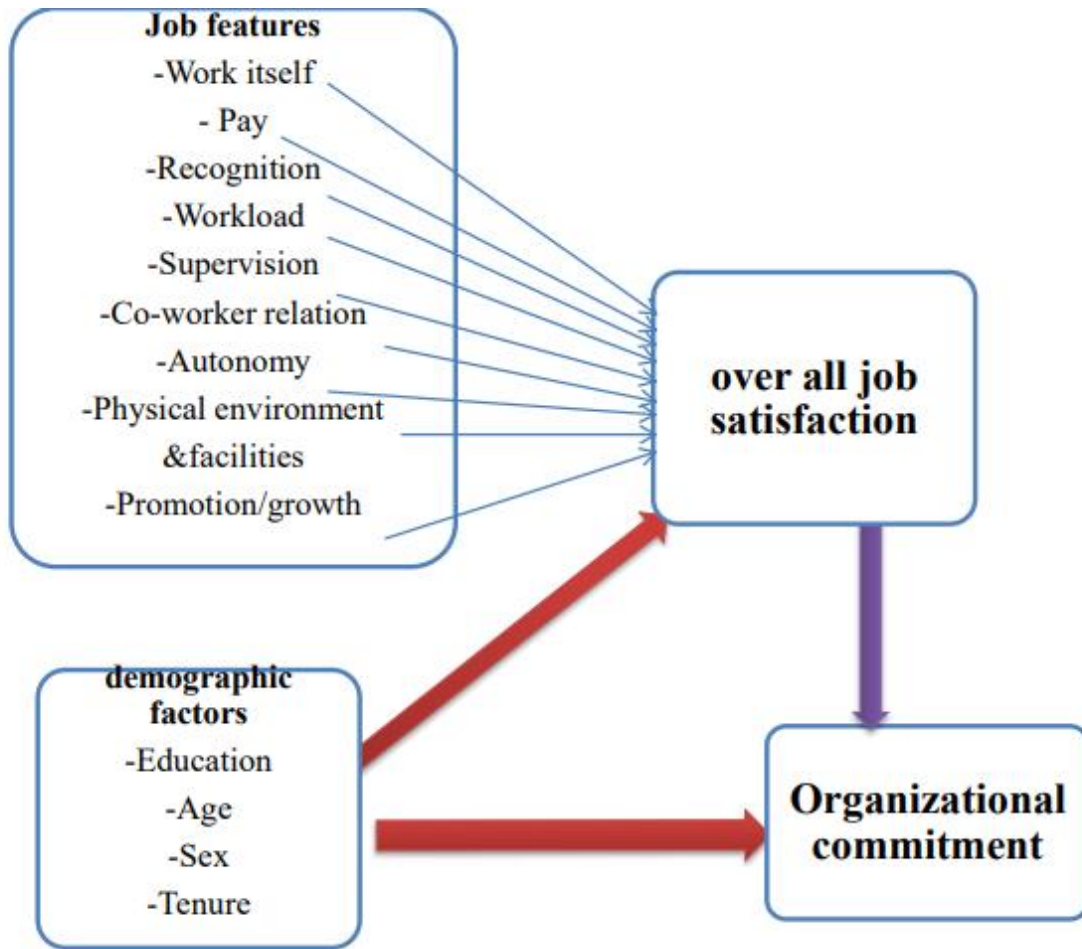 Job features
-Work itself
- Pay
-Recognition
-Workload
-Supervision
-Co-worker relation
-Autonomy
-Physical environment
&facilities
-Promotion/growth
over all job
satisfaction
demographic
factors
-Education
-Age
-Sex
-Tenure
Organizational
commitment